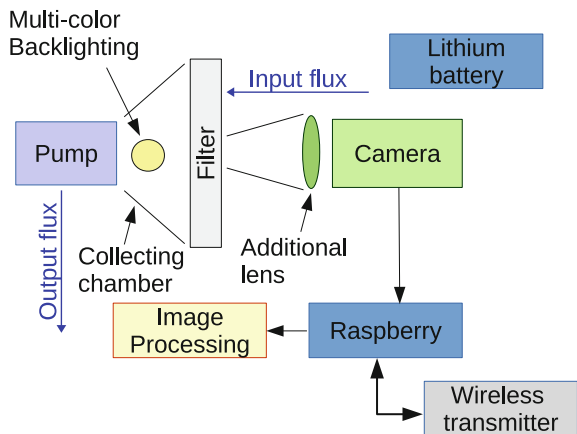 Multi-color
Backlighting
Lithium
battery
Input flux
Pump
Filter
Camera
Collecting
chamber
Additional
lens
Output flux
Image
Processing
Raspberry
Wireless
transmitter